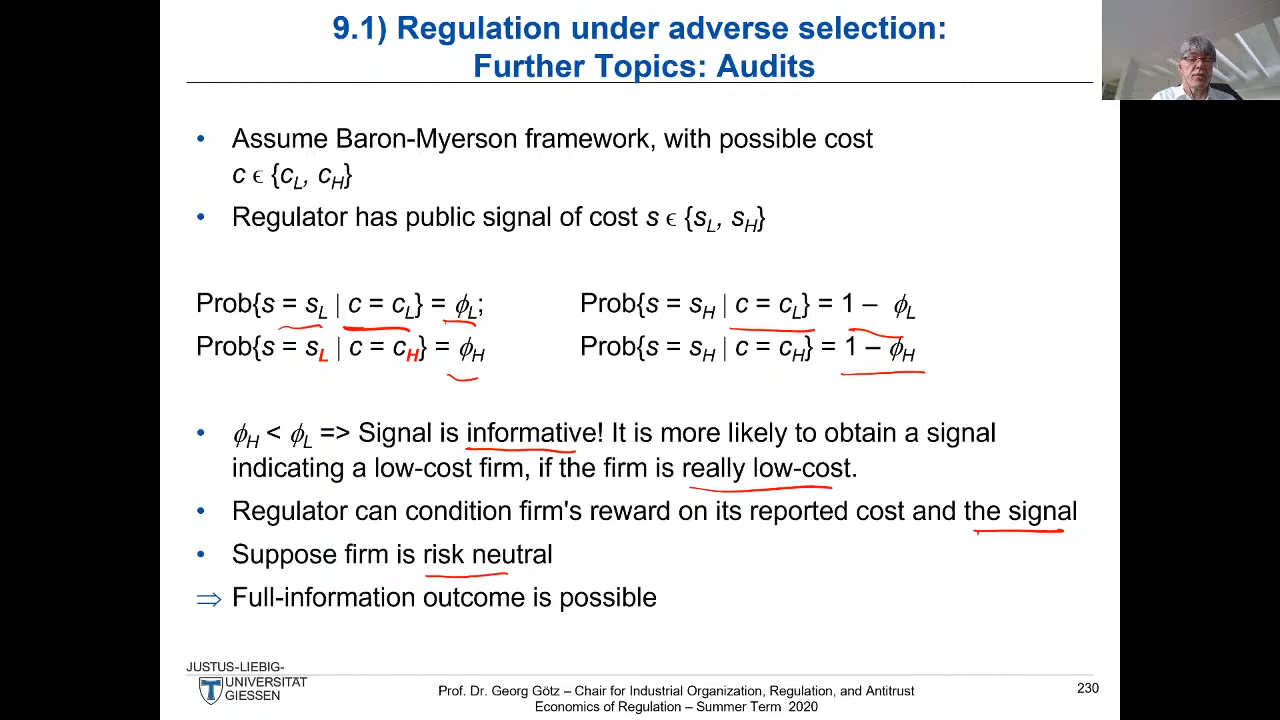 9.1) Regulation under adverse selection:
Further Topics: Audits
• Assume Baron-Myerson framework, with possible cost
c ϵ {cL, cH}
• Regulator has public signal of cost s ϵ {sL, sH}
Prob{s = sL | c = cL} = ϕL; Prob{s = sH | c = cL} = 1 – ϕL
Prob{s = sL | c = cH} = ϕH Prob{s = sH | c = cH} = 1 – ϕH
• ϕH < ϕL => Signal is informative! It is more likely to obtain a signal
indicating a low-cost firm, if the firm is really low-cost.
• Regulator can condition firm's reward on its reported cost and the signal
• Suppose firm is risk neutral
⇒ Full-information outcome is possible
JUSTUS-LIEBIG-
UNIVERSITAT
GIESSEN
Prof. Dr. Georg Götz – Chair for Industrial Organization, Regulation, and Antitrust
Economics of Regulation – Summer Term 2020
230